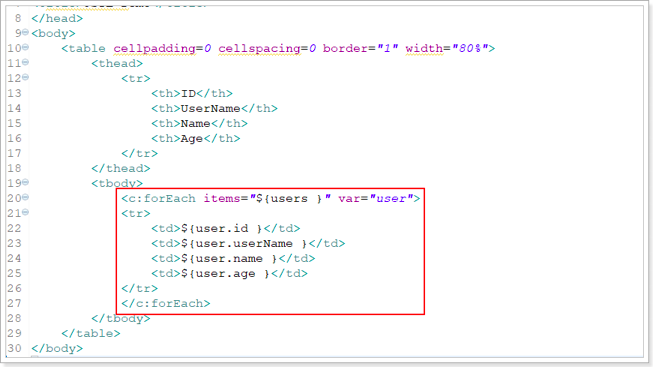 8 </head>
9 <body>
10 <table cellpadding=0 cellspacing=0 border="1" width="80%">
11 <thead>
12 <tr>
13 <th>ID</th>
14 <th>UserName</th>
15 <th>Name</th>
16 <th>Age</th>
17 </tr>
18 </thead>
19 <tbody>
20 <c:forEach items="${users }" var="user">
21 <tr>
22 <td>${user.id }</td>
23 <td>${user.userName }</td>
24 <td>${user.name }</td>
25 <td>${user.age }</td>
26 </tr>
27 </c:forEach>
28 </tbody>
29 </table>
30 </body>